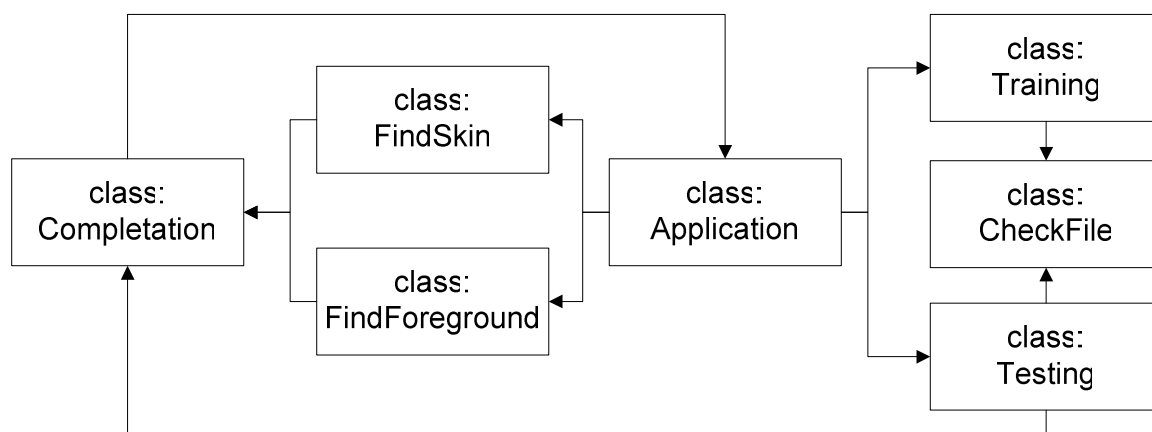 class:
Training
class:
FindSkin
class:
Completation
class:
Application
class:
CheckFile
class:
FindForeground
class:
Testing